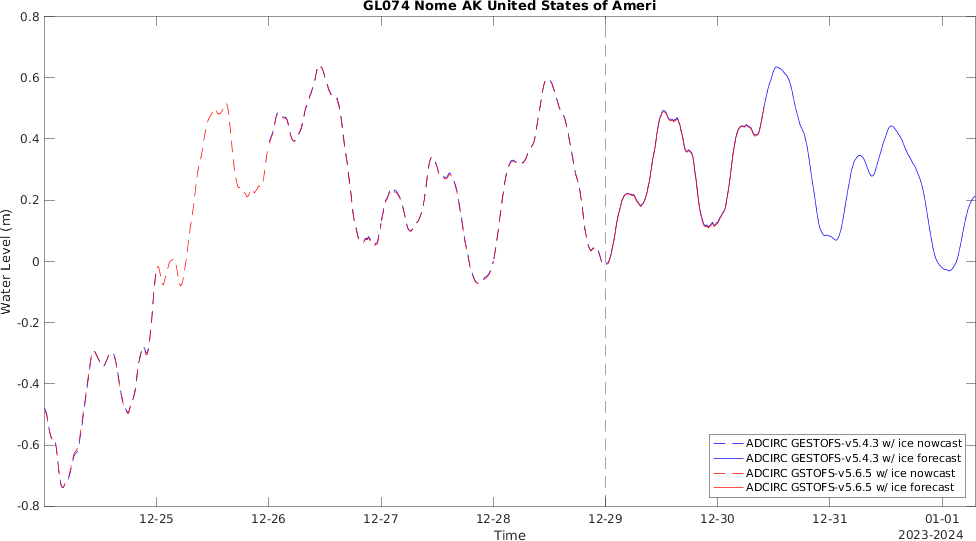 GL074 Nome AK United States of Ameri
0.8
0.6
0.4
0.2
0
-0.2
-0.4
-0.6
-0.8
Water Level (m)
ADCIRC GESTOFS-v5.4.3 w/ ice nowcast
ADCIRC GESTOFS-v5.4.3 w/ ice forecast
ADCIRC GSTOFS-v5.6.5 w/ ice nowcast
ADCIRC GSTOFS-v5.6.5 w/ ice forecast
12-25 12-26 12-27 12-28 12-29 12-30 12-31 01-01
Time
2023-2024